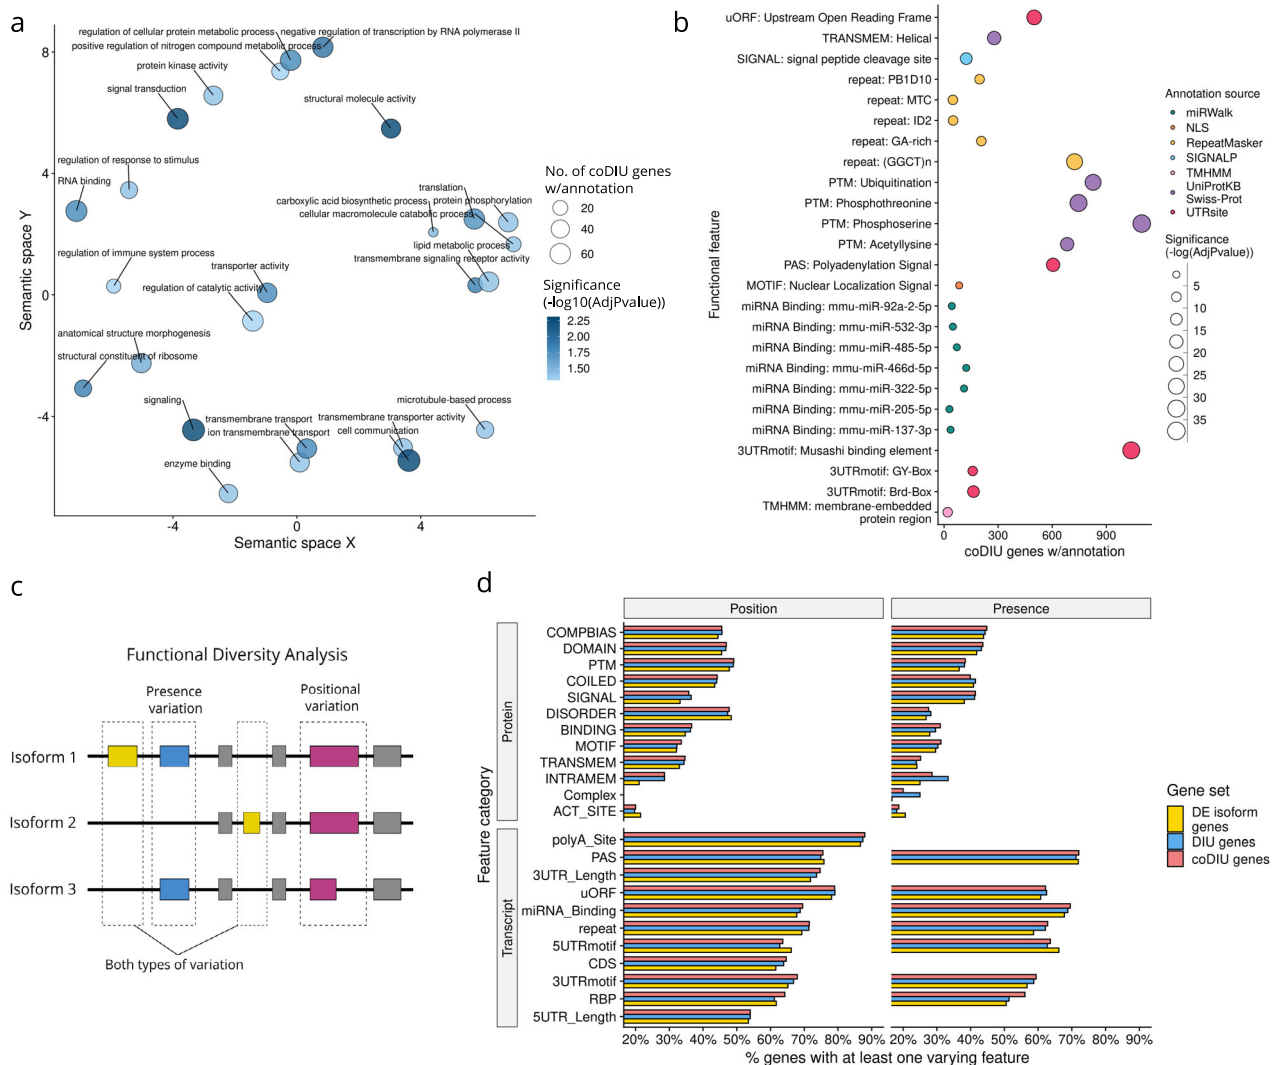 a
regulation of cellular protein metabolic process
negative regulation of transcription by RNA polymerase II
positive regulation of nitrogen compound metabolic process
protein kinase activity
signal transduction
structural molecule activity
regulation of response to stimulus
RNA binding
translation
carboxylic acid biosynthetic process
protein phosphorylation
cellular macromolecule catabolic process
lipid metabolic process
transmembrane signaling receptor activity
regulation of immune system process
transporter activity
regulation of catalytic activity
anatomical structure morphogenesis
structural constituent of ribosome
signaling
microtubule-based process
transmembrane transport
transmembrane transporter activity
ion transmembrane transport
cell communication
enzyme binding
8
4
0
-4
Semantic space Y
-4
0
4
Semantic space X
No. of coDIU genes
w/annotation
20
40
60
Significance
(-log10(AdjPvalue))
2.25
2.00
1.75
1.50
b
Functional feature
uORF: Upstream Open Reading Frame
TRANSMEM: Helical
SIGNAL: signal peptide cleavage site
repeat: PB1D10
repeat: MTC
repeat: ID2
repeat: GA-rich
repeat: (GGCT)n
PTM: Ubiquitination
PTM: Phosphothreonine
PTM: Phosphoserine
PTM: Acetyllysine
PAS: Polyadenylation Signal
MOTIF: Nuclear Localization Signal
miRNA Binding: mmu-miR-92a-2-5p
miRNA Binding: mmu-miR-532-3p
miRNA Binding: mmu-miR-485-5p
miRNA Binding: mmu-miR-466d-5p
miRNA Binding: mmu-miR-322-5p
miRNA Binding: mmu-miR-205-5p
miRNA Binding: mmu-miR-137-3p
3UTRmotif: Musashi binding element
3UTRmotif: GY-Box
3UTRmotif: Brd-Box
TMHMM: membrane-embedded
protein region
0
300
600
900
coDIU genes w/annotation
Annotation source
miRWalk
NLS
RepeatMasker
SIGNALP
TMHMM
UniProtKB
Swiss-Prot
UTRsite
Significance
(-log(AdjPvalue))
5
10
15
20
25
30
35
c
Functional Diversity Analysis
Presence
variation
Positional
variation
Isoform 1
Isoform 2
Isoform 3
Both types of variation
d
Position
Presence
Feature category
Protein
COMPBIAS
DOMAIN
PTM
COILED
SIGNAL
DISORDER
BINDING
MOTIF
TRANSMEM
INTRAMEM
Complex
ACT_SITE
Transcript
polyA_Site
PAS
3UTR_Length
uORF
miRNA_Binding
repeat
5UTRmotif
CDS
3UTRmotif
RBP
5UTR_Length
20% 30% 40% 50% 60% 70% 80% 90%
20% 30% 40% 50% 60% 70% 80% 90%
% genes with at least one varying feature
Gene set
DE isoform
genes
DIU genes
coDIU genes